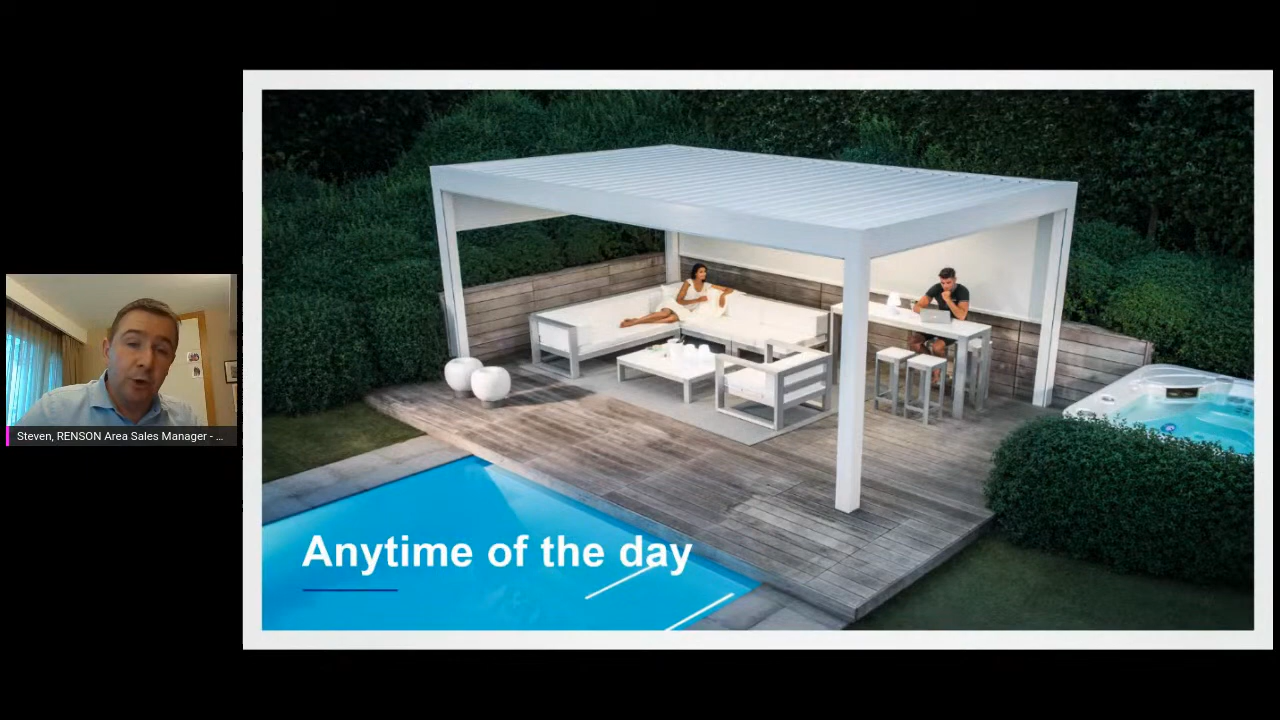 Steven, RENSON Area Sales Manager - ...
Anytime of the day